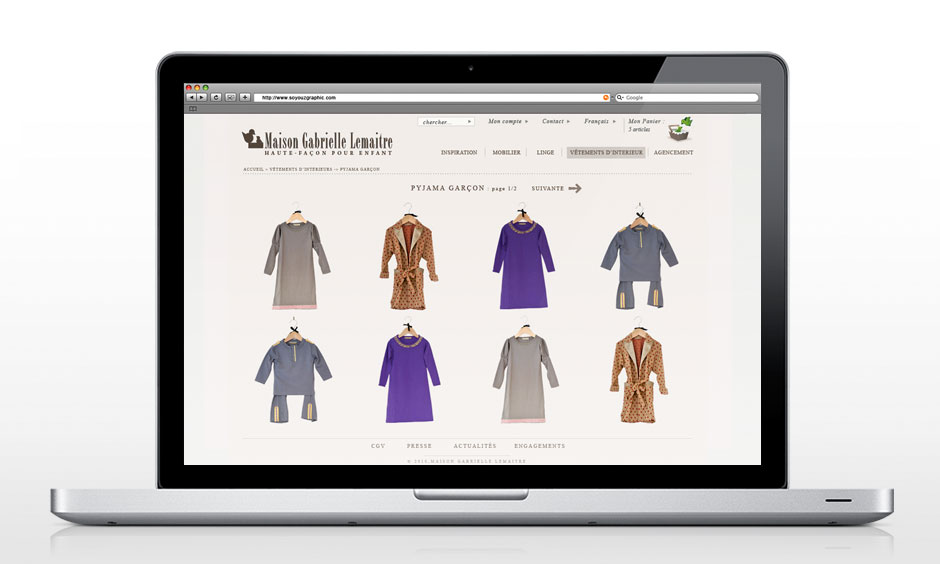 http://www.soyouzgraphic.com
Google
chercher...
Mon compte
Contact
Français
Mon Panier :
5 articles
Maison Gabrielle Lemaitre
HAUTE-FAÇON POUR ENFANT
INSPIRATION MOBILIER LINGE VÊTEMENTS D'INTERIEUR AGENCEMENT
ACCUEIL > VÊTEMENTS D'INTERIEURS -> PYJAMA GARÇON
PYJAMA GARÇON : page 1/2 SUIVANTE
CGV PRESSE ACTUALITÉS ENGAGEMENTS
© 2010 MAISON GABRIELLE LEMAITRE